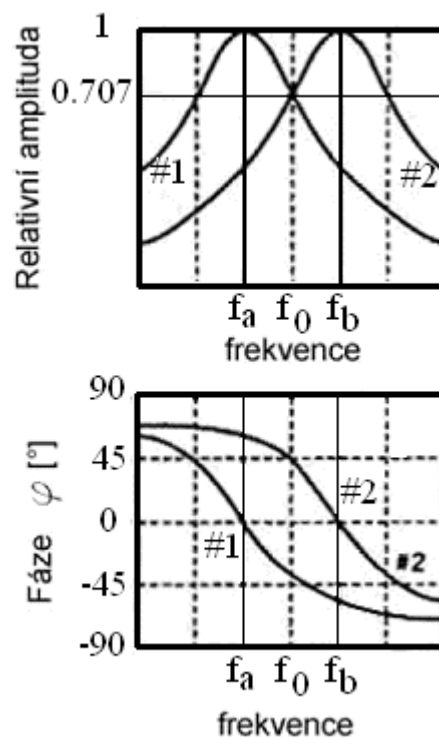 Relativní amplituda
1
0.707
#1
#2
fa f0 fb
frekvence
Fáze φ [°]
90
45
0
-45
-90
#1
#2
#2
fa f0 fb
frekvence